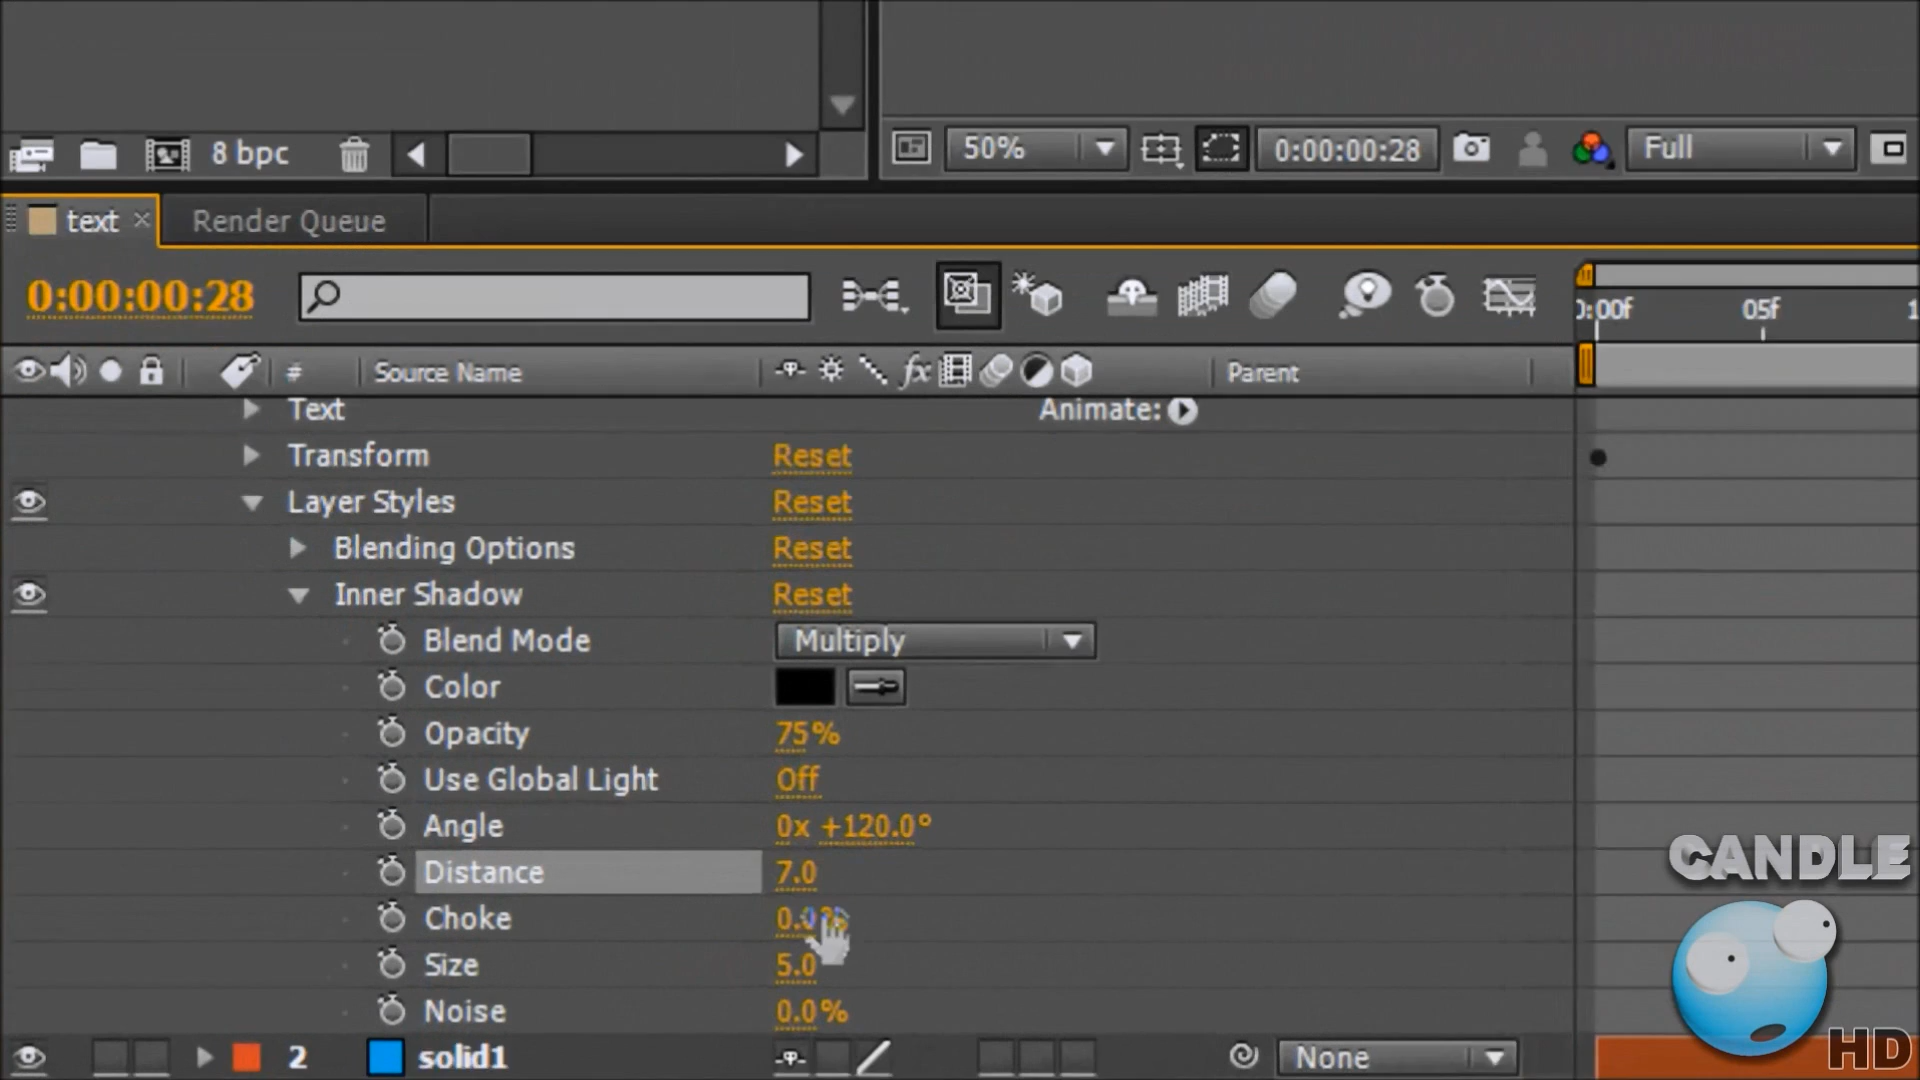 8 bpc
50%
0:00:00:28
Full
text
Render Queue
0:00:00:28
0:00f
05f
#
Source Name
fx
Parent
Text
Animate:
Transform
Reset
Layer Styles
Reset
Blending Options
Reset
Inner Shadow
Reset
Blend Mode
Multiply
Color
Opacity
75%
Use Global Light
Off
Angle
0x +120.0°
Distance
7.0
Choke
Size
5.0
Noise
0.0%
2
solid1
None
CANDLE
HD